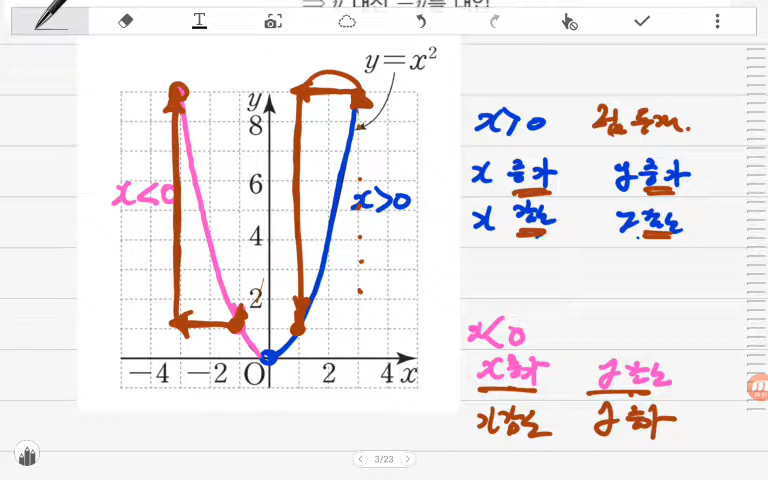 y=x²
y
8
6
4
2
-4 -2 O 2 4 x
x<0
x>0
x>0
x 증가 y 증가
x 감소 y 감소
x<0
x 증가 y 감소
x 감소 y 증가
3/23